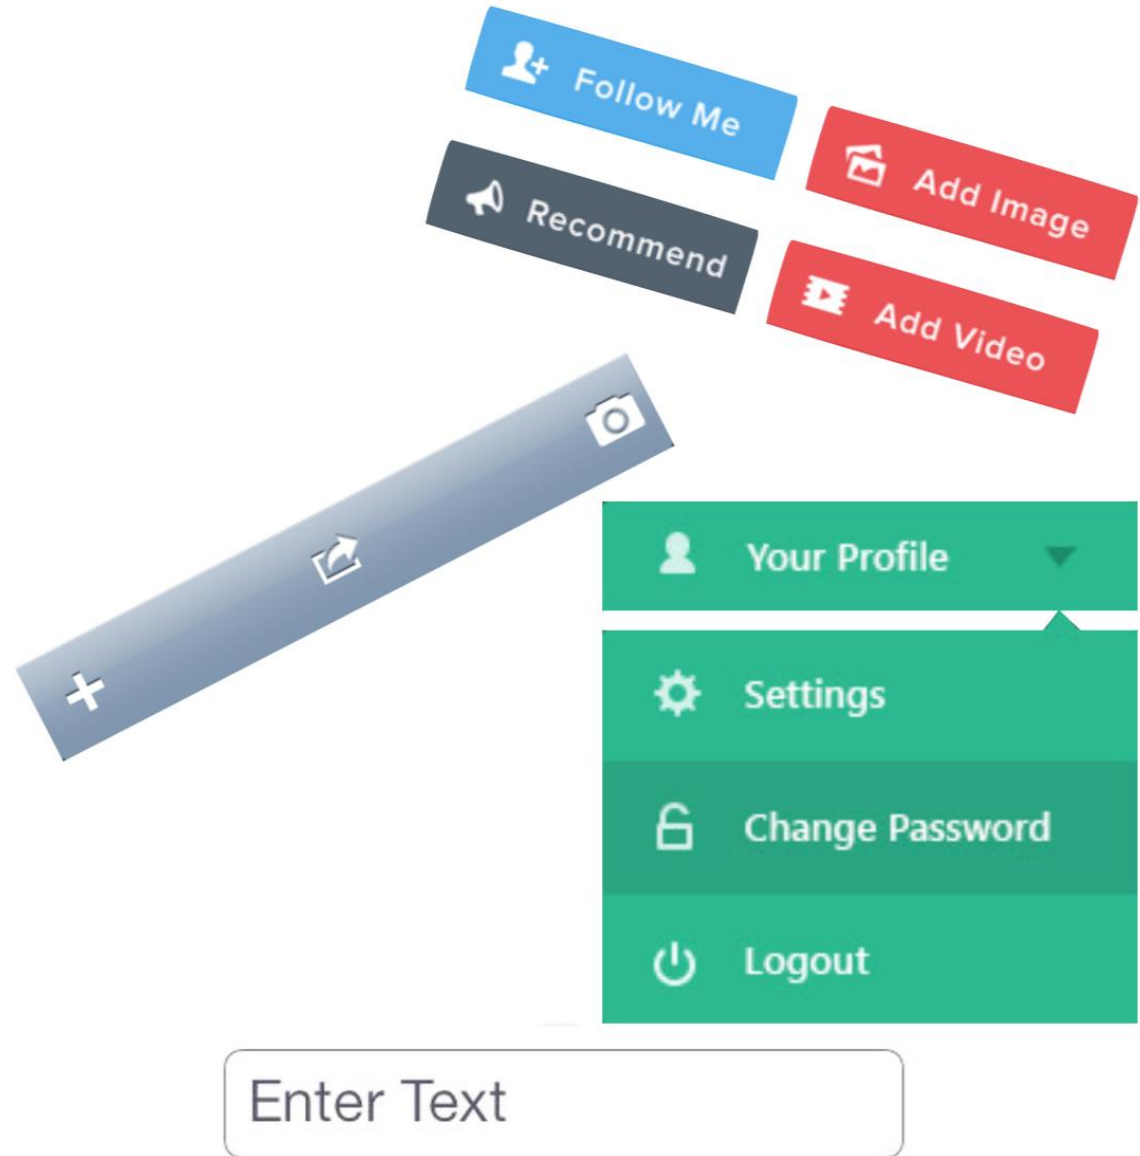 Follow Me
Add Image
Recommend
Add Video
Your Profile
Settings
Change Password
Logout
Enter Text